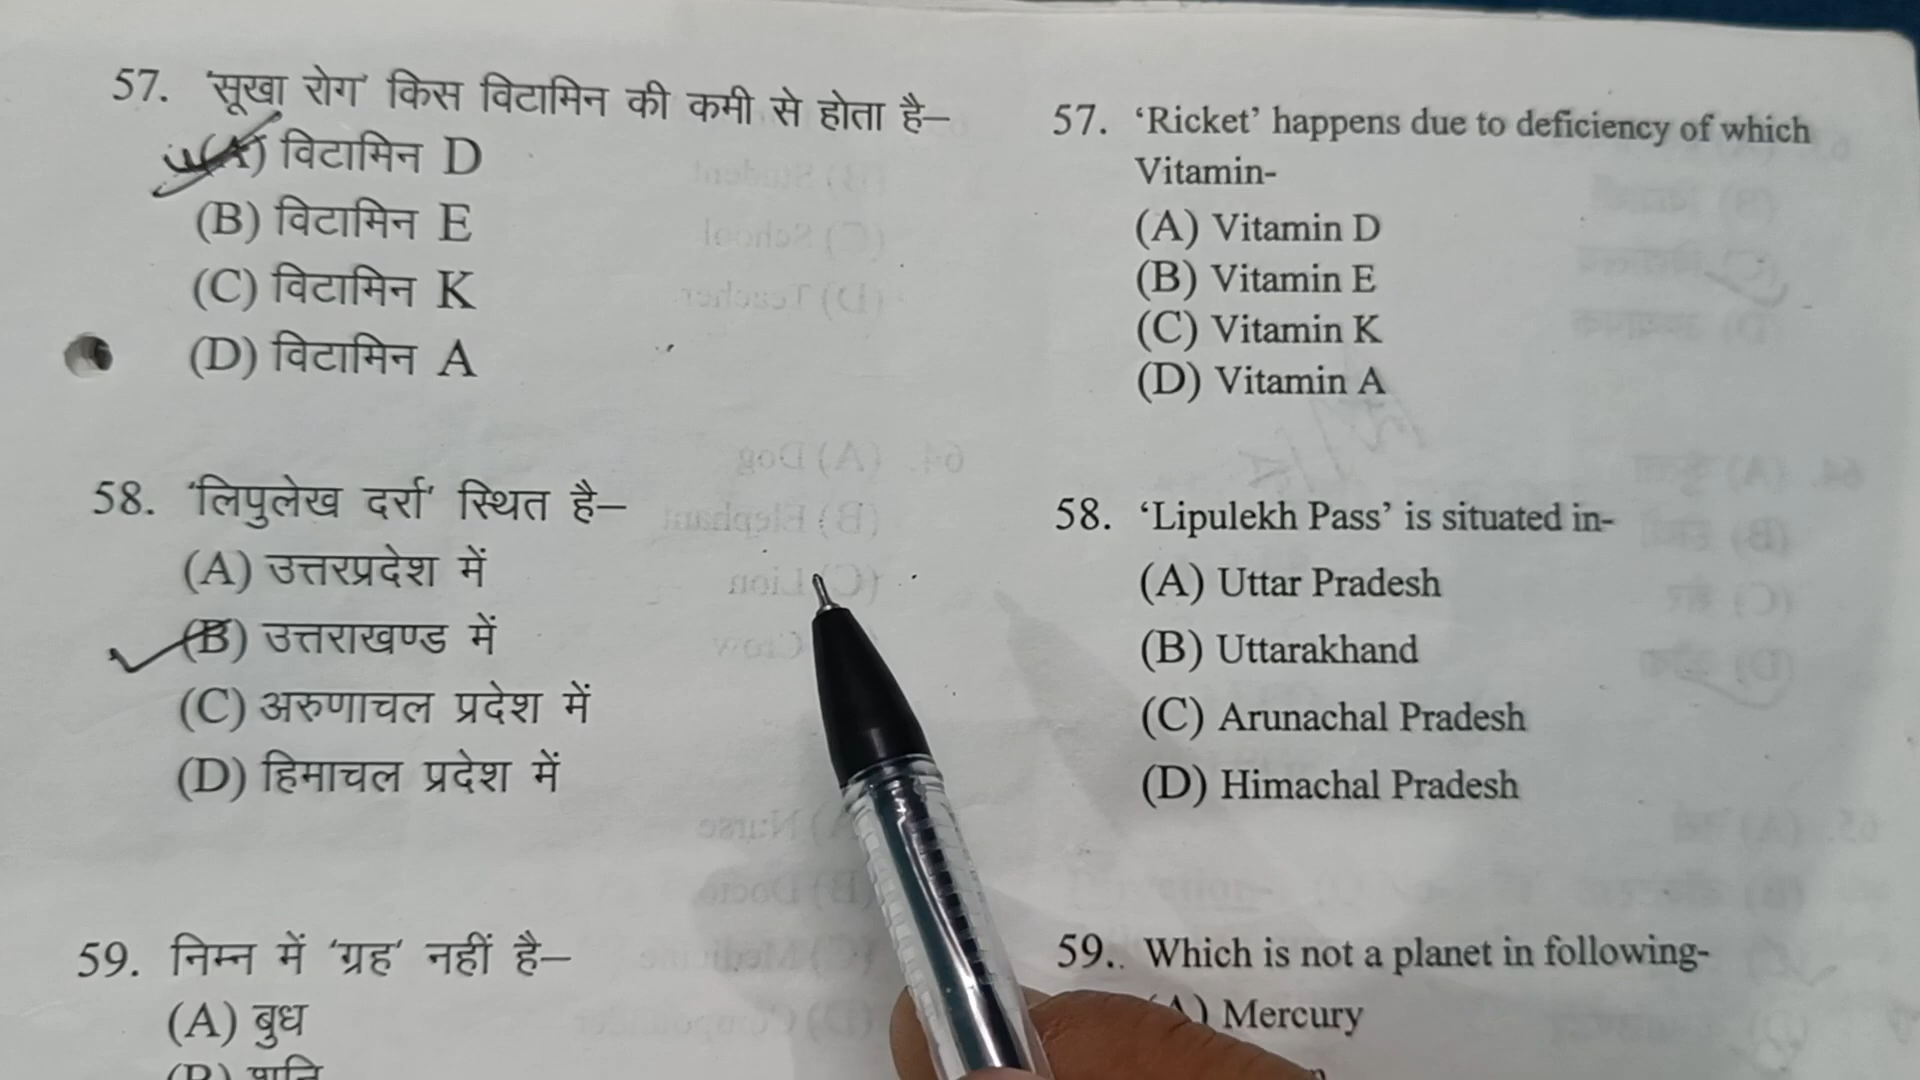 57. 'सूखा रोग' किस विटामिन की कमी से होता है–
(A) विटामिन D
(B) विटामिन E
(C) विटामिन K
(D) विटामिन A
58. 'लिपुलेख दर्रा' स्थित है–
(A) उत्तरप्रदेश में
(B) उत्तराखण्ड में
(C) अरुणाचल प्रदेश में
(D) हिमाचल प्रदेश में
59. निम्न में 'ग्रह' नहीं है–
(A) बुध
(B) शनि
57. 'Ricket' happens due to deficiency of which
Vitamin-
(A) Vitamin D
(B) Vitamin E
(C) Vitamin K
(D) Vitamin A
58. 'Lipulekh Pass' is situated in-
(A) Uttar Pradesh
(B) Uttarakhand
(C) Arunachal Pradesh
(D) Himachal Pradesh
59. Which is not a planet in following-
(A) Mercury